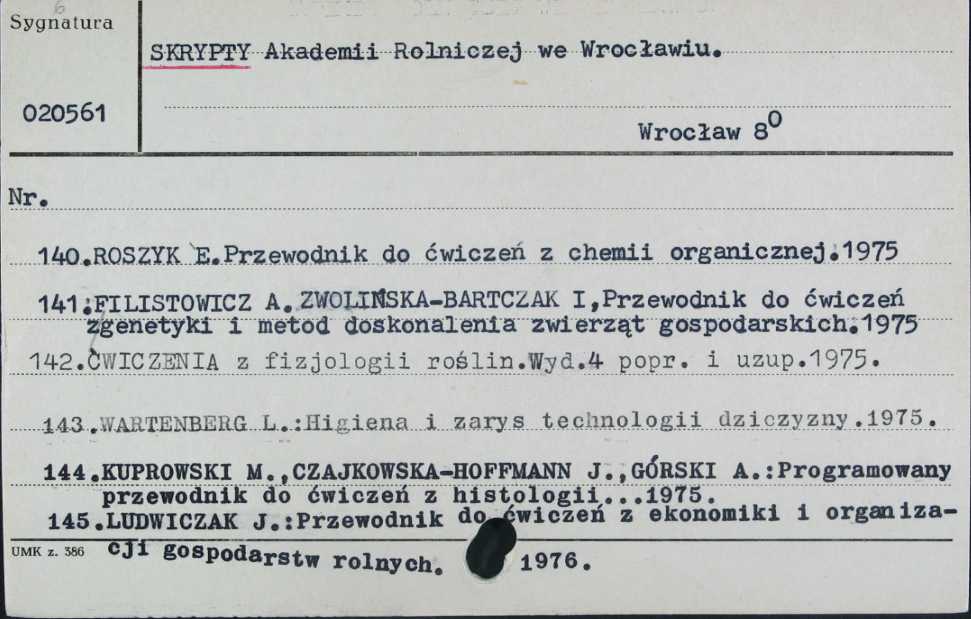 Sygnatura
SKRYPTY Akademii Rolniczej we Wrocławiu.
020561
Wrocław 8⁰
Nr.
140.ROSZYK E.Przewodnik do ćwiczeń z chemii organicznej.1975
141.FILISTOWICZ A. ZWOLIŃSKA-BARTCZAK I,Przewodnik do ćwiczeń
zgenetyki i metod doskonalenia zwierząt gospodarskich.1975
142.ĆWICZENIA z fizjologii roślin.Wyd.4 popr. i uzup.1975.
143.WARTENBERG L.:Higiena i zarys technologii dziczyzny.1975.
144.KUPROWSKI M.,CZAJKOWSKA-HOFFMANN J.,GÓRSKI A.:Programowany
przewodnik do ćwiczeń z histologii...1975.
145.LUDWICZAK J.:Przewodnik do ćwiczeń z ekonomiki i organiza-
UMK z. 386
cji gospodarstw rolnych. 1976.